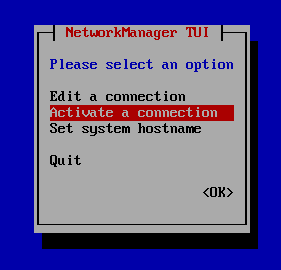 NetworkManager TUI
Please select an option
Edit a connection
Activate a connection
Set system hostname
Quit
<OK>